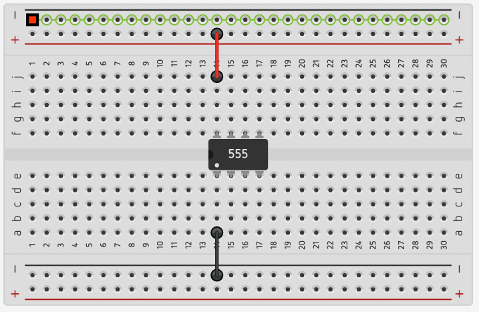 − −
+ +
1 2 3 4 5 6 7 8 9 10 11 12 13 15 16 17 18 19 20 21 22 23 24 25 26 27 28 29 30
j j
i i
h h
g g
f f
555
e e
d d
c c
b b
a a
1 2 3 4 5 6 7 8 9 10 11 12 13 15 16 17 18 19 20 21 22 23 24 25 26 27 28 29 30
− −
+ +